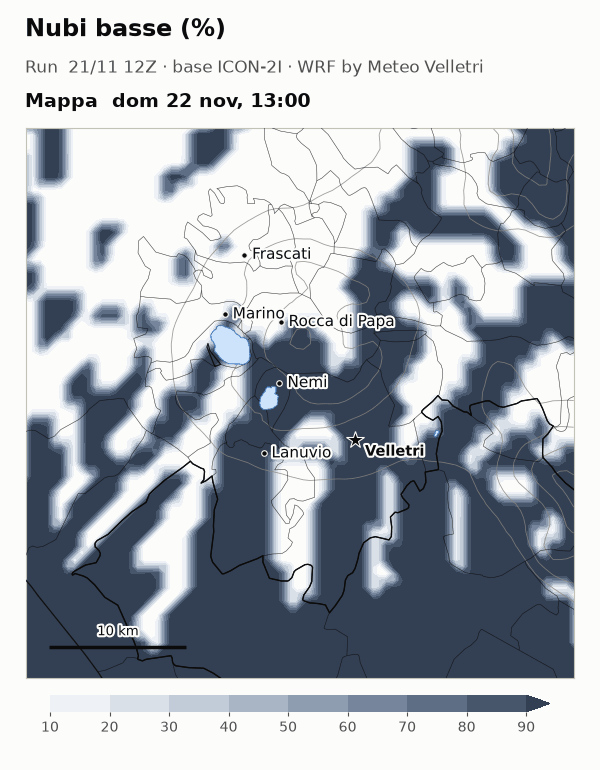 Nubi basse (%)
Run  21/11 12Z · base ICON-2I · WRF by Meteo Velletri
Mappa  dom 22 nov, 13:00
Frascati
Marino
Rocca di Papa
Nemi
Velletri
Lanuvio
10 km
10 20 30 40 50 60 70 80 90